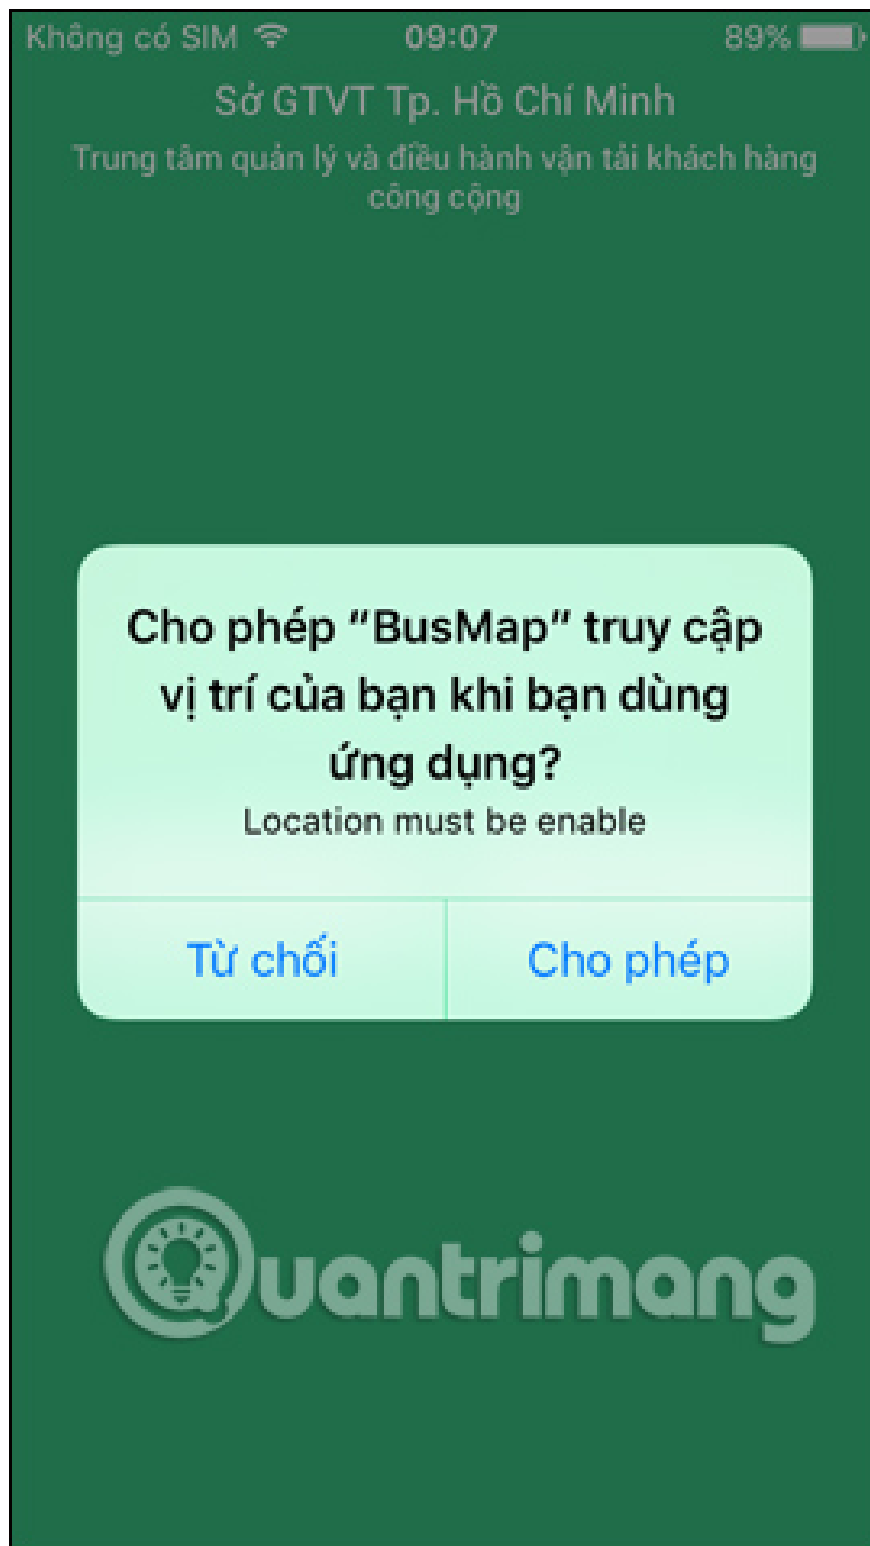 Không có SIM 09:07 89%
Sở GTVT Tp. Hồ Chí Minh
Trung tâm quản lý và điều hành vận tải khách hàng
công cộng
Cho phép “BusMap” truy cập
vị trí của bạn khi bạn dùng
ứng dụng?
Location must be enable
Từ chối Cho phép
Quantrimang